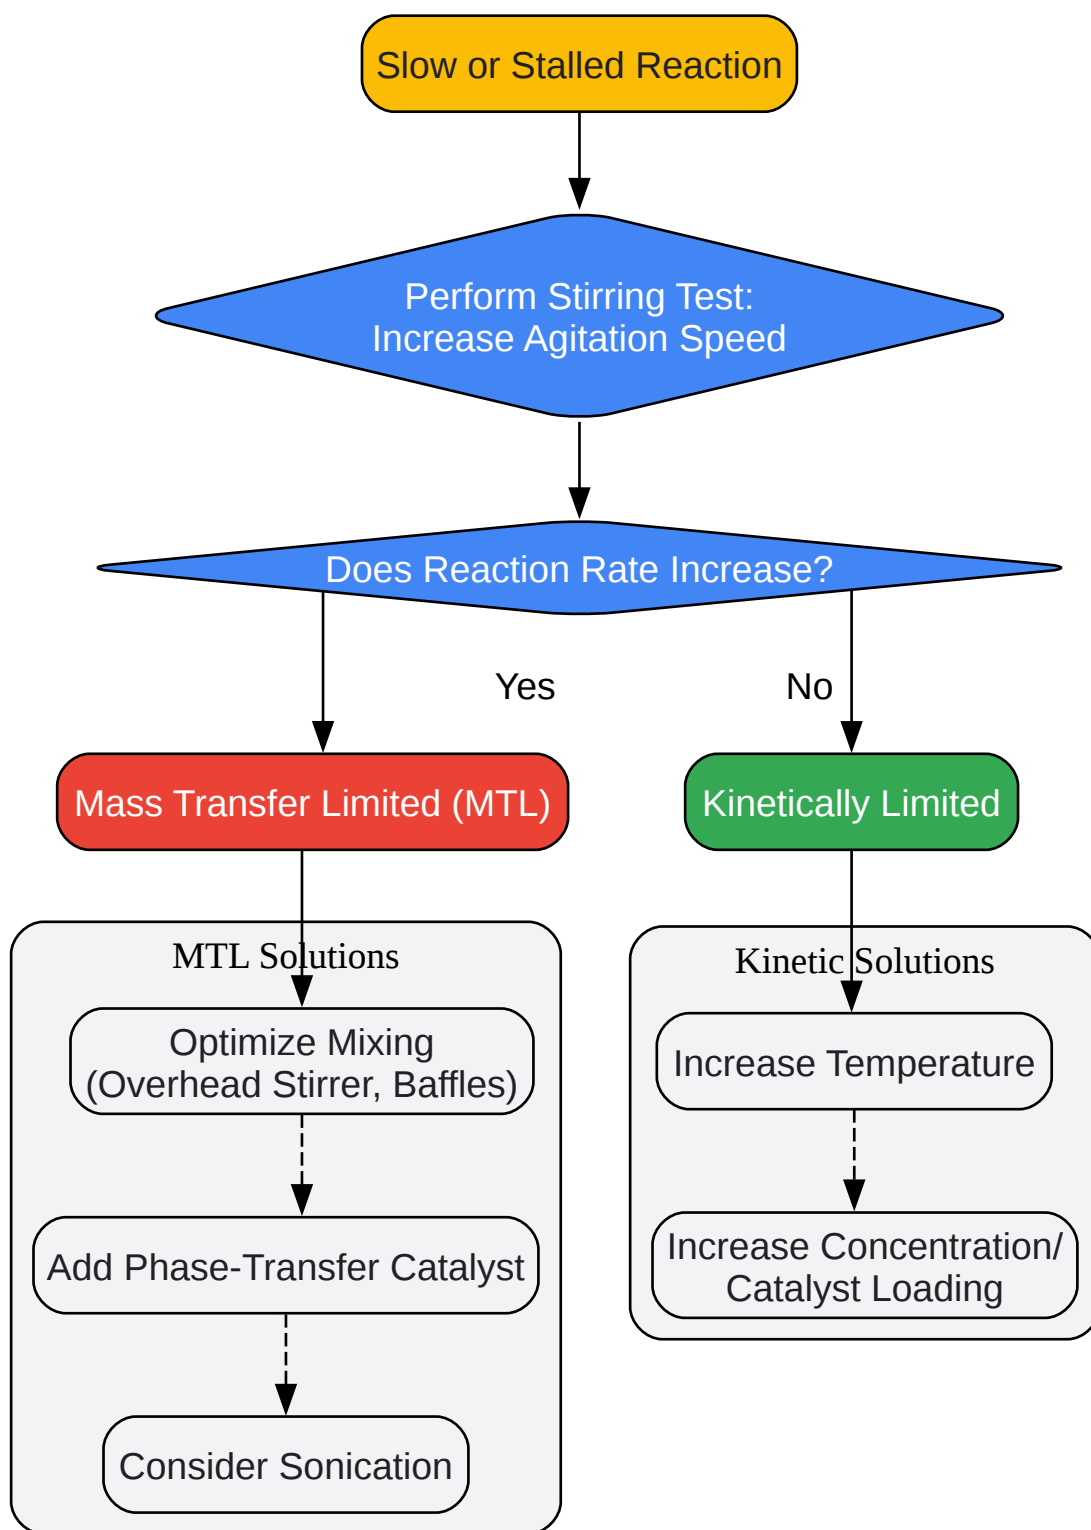 Slow or Stalled Reaction
Perform Stirring Test:
Increase Agitation Speed
Does Reaction Rate Increase?
Yes
No
Mass Transfer Limited (MTL)
Kinetically Limited
MTL Solutions
Optimize Mixing
(Overhead Stirrer, Baffles)
Add Phase-Transfer Catalyst
Consider Sonication
Kinetic Solutions
Increase Temperature
Increase Concentration/
Catalyst Loading